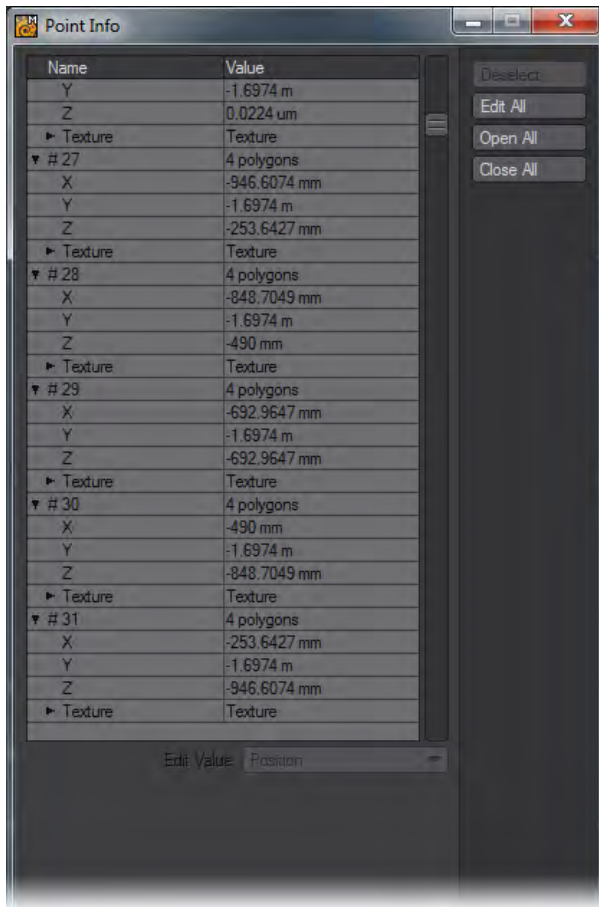 Point Info
Name Value
Y -1.6974 m
Z 0.0224 um
Texture Texture
# 27 4 polygons
X -946.6074 mm
Y -1.6974 m
Z -253.6427 mm
Texture Texture
# 28 4 polygons
X -848.7049 mm
Y -1.6974 m
Z -490 mm
Texture Texture
# 29 4 polygons
X -692.9647 mm
Y -1.6974 m
Z -692.9647 mm
Texture Texture
# 30 4 polygons
X -490 mm
Y -1.6974 m
Z -848.7049 mm
Texture Texture
# 31 4 polygons
X -253.6427 mm
Y -1.6974 m
Z -946.6074 mm
Texture Texture
Edit Value: Position
Deselect
Edit All
Open All
Close All